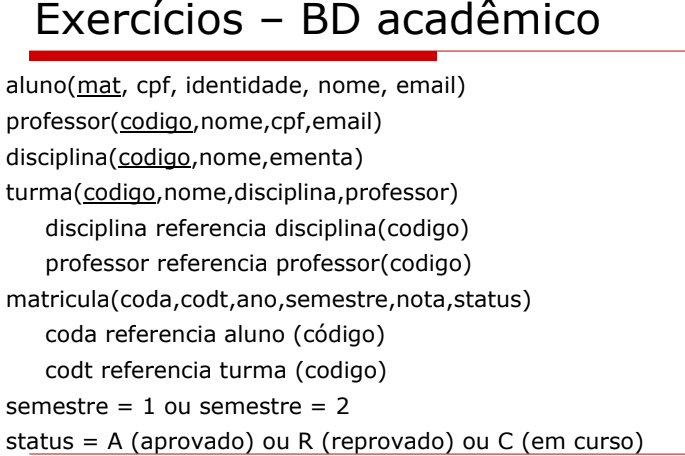 Exercícios – BD acadêmico
aluno(mat, cpf, identidade, nome, email)
professor(codigo,nome,cpf,email)
disciplina(codigo,nome,ementa)
turma(codigo,nome,disciplina,professor)
disciplina referencia disciplina(codigo)
professor referencia professor(codigo)
matricula(coda,codt,ano,semestre,nota,status)
coda referencia aluno (código)
codt referencia turma (codigo)
semestre = 1 ou semestre = 2
status = A (aprovado) ou R (reprovado) ou C (em curso)